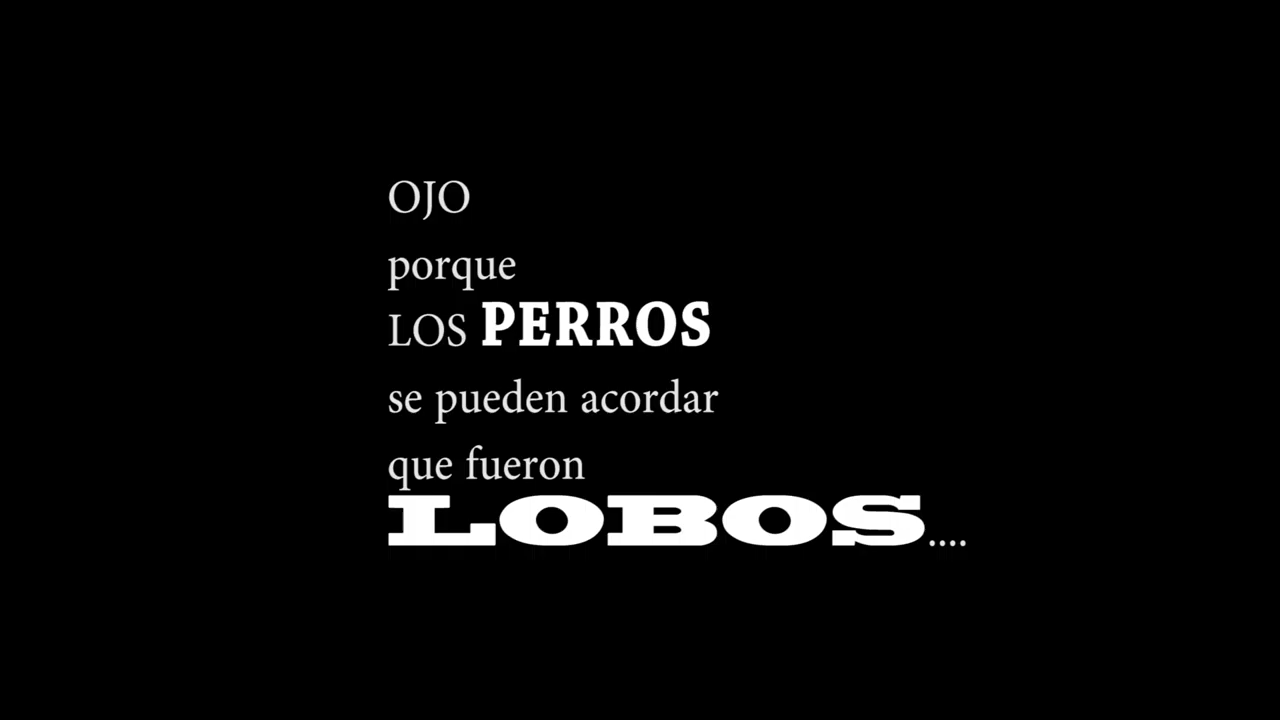 OJO
porque
LOS PERROS
se pueden acordar
que fueron
LOBOS....